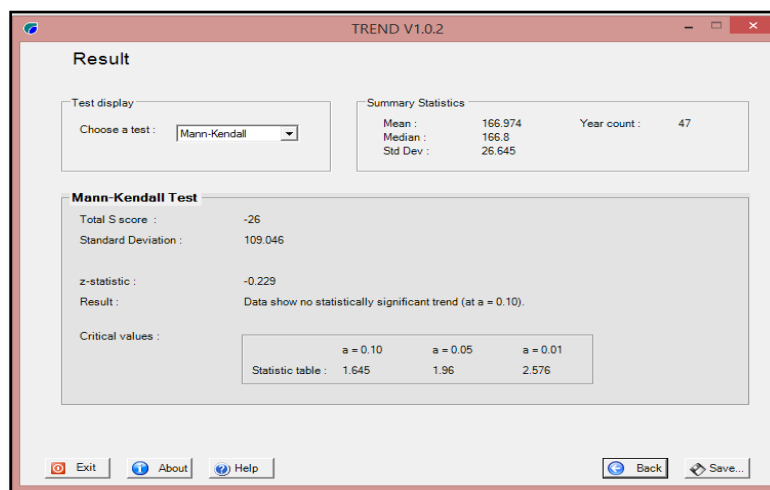 TREND V1.0.2
Result
Test display
Choose a test :
Mann-Kendall
Summary Statistics
Mean : 166.974 Year count : 47
Median : 166.8
Std Dev : 26.645
Mann-Kendall Test
Total S score : -26
Standard Deviation : 109.046
z-statistic : -0.229
Result : Data show no statistically significant trend (at a = 0.10).
Critical values :
a = 0.10 a = 0.05 a = 0.01
Statistic table : 1.645 1.96 2.576
Exit About Help Back Save...